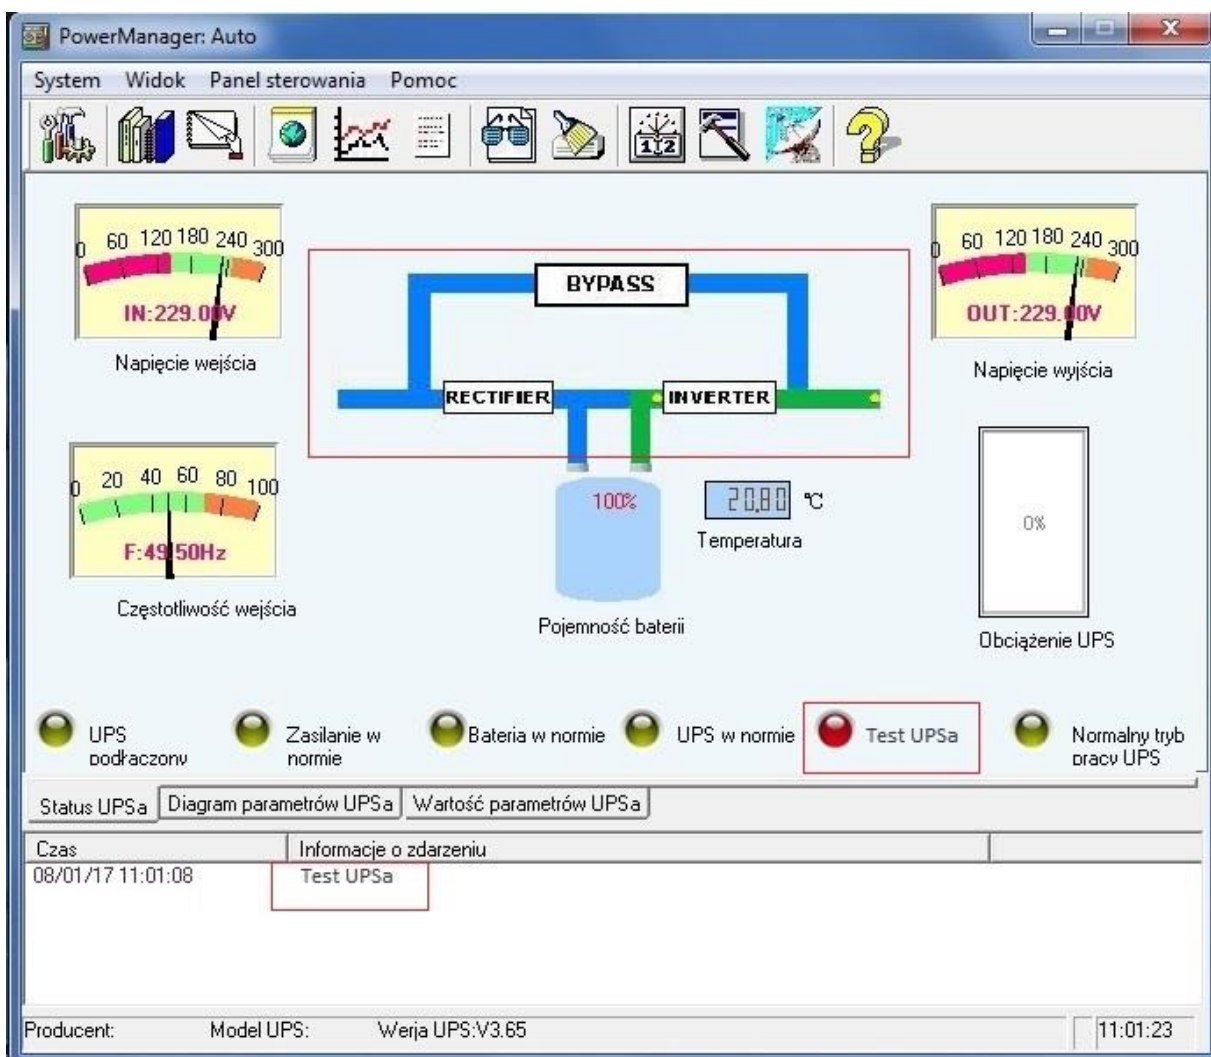 PowerManager: Auto
System Widok Panel sterowania Pomoc
0 60 120 180 240 300
IN:229.00V
Napięcie wejścia
BYPASS
RECTIFIER
INVERTER
0 60 120 180 240 300
OUT:229.00V
Napięcie wyjścia
0 20 40 60 80 100
F:49.50Hz
Częstotliwość wejścia
100%
Pojemność baterii
20.80 °C
Temperatura
0%
Obciążenie UPS
UPS
podłaczony
Zasilanie w
normie
Bateria w normie
UPS w normie
Test UPSa
Normalny tryb
pracy UPS
Status UPSa Diagram parametrów UPSa Wartość parametrów UPSa
Czas Informacje o zdarzeniu
08/01/17 11:01:08 Test UPSa
Producent: Model UPS: Werja UPS:V3.65 11:01:23